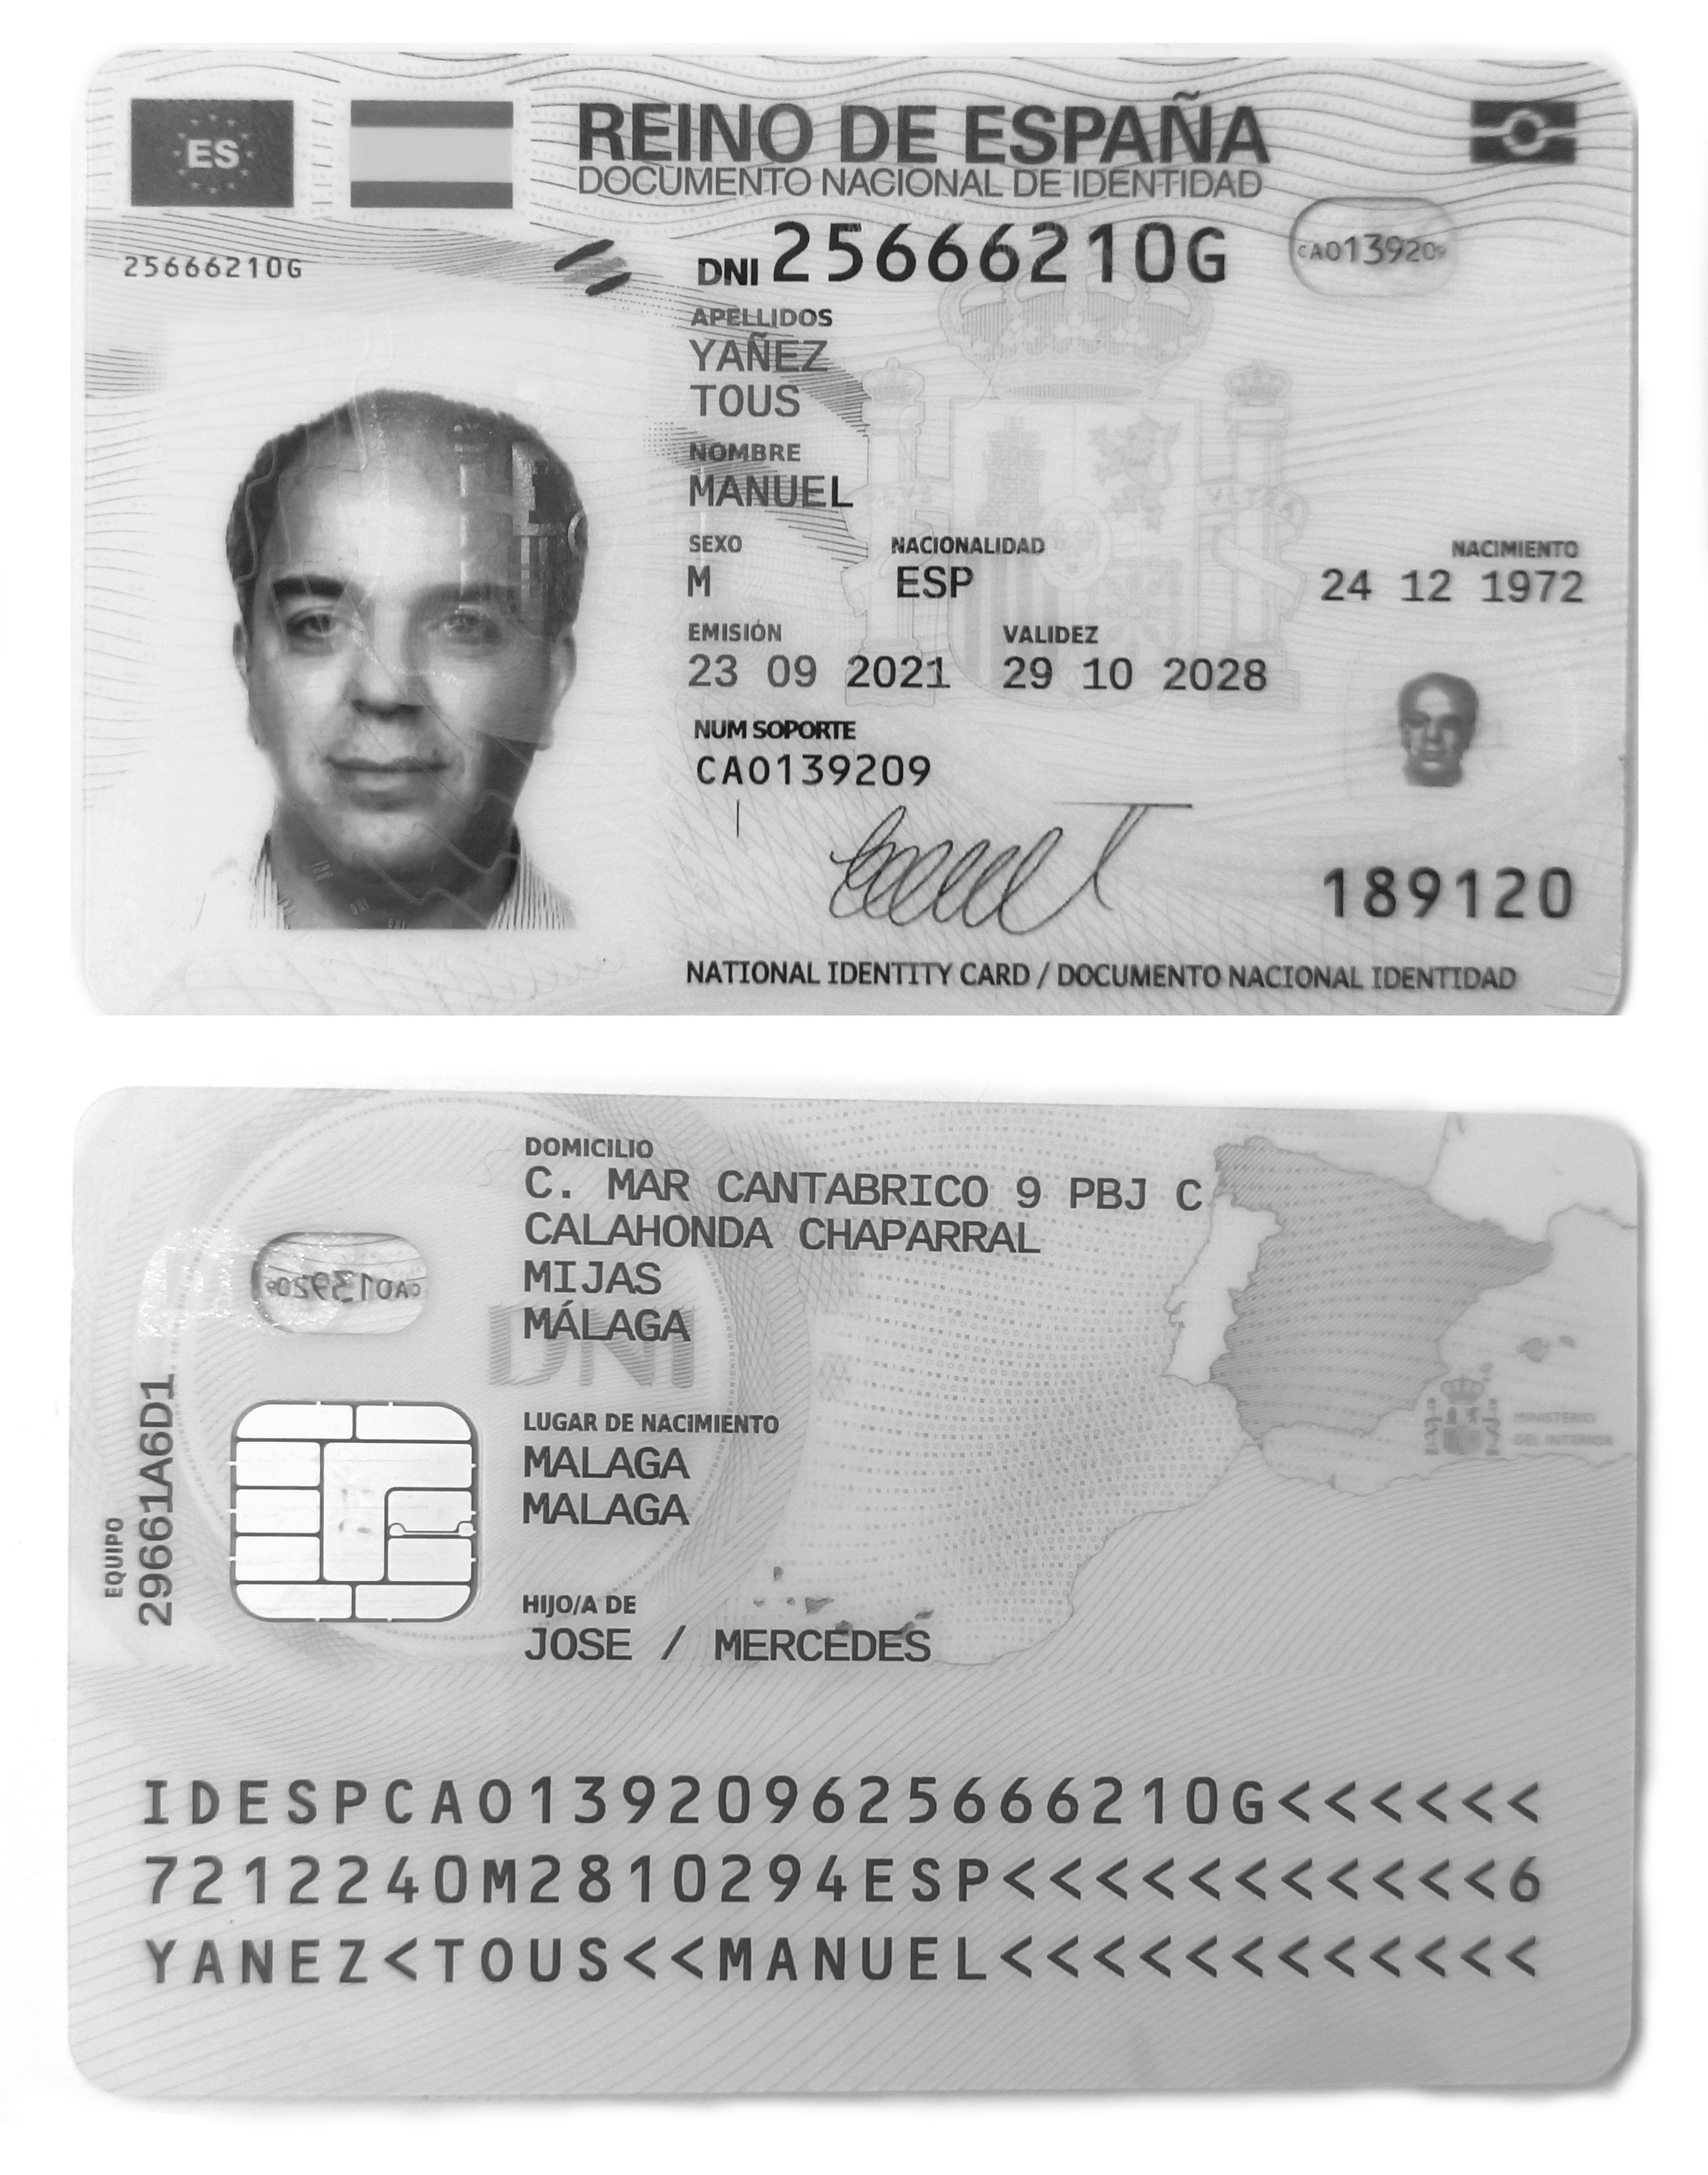 ES
REINO DE ESPAÑA
DOCUMENTO NACIONAL DE IDENTIDAD
25666210G
DNI 25666210G
CA0139209
APELLIDOS
YAÑEZ
TOUS
NOMBRE
MANUEL
PLVS VLTRA
SEXO NACIONALIDAD NACIMIENTO
M ESP 24 12 1972
EMISIÓN VALIDEZ
23 09 2021 29 10 2028
NUM SOPORTE
CA0139209
189120
NATIONAL IDENTITY CARD / DOCUMENTO NACIONAL IDENTIDAD
DOMICILIO
C. MAR CANTABRICO 9 PBJ C
CALAHONDA CHAPARRAL
MIJAS
MÁLAGA
CA0139209
DNI
LUGAR DE NACIMIENTO
MALAGA
MALAGA
MINISTERIO
DEL INTERIOR
EQUIPO
29661A6D1
HIJO/A DE
JOSE / MERCEDES
IDESPCA0139209625666210G<<<<<<
7212240M2810294ESP<<<<<<<<<<<6
YANEZ<TOUS<<MANUEL<<<<<<<<<<<<